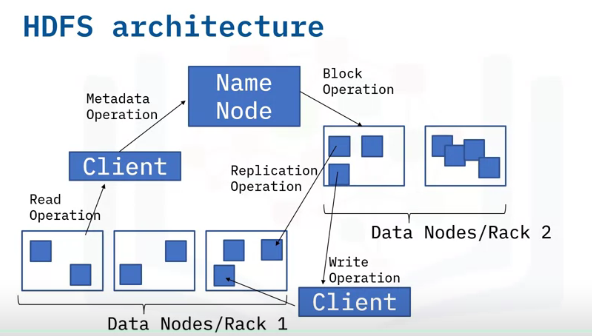 HDFS architecture
Name
Node
Block
Operation
Metadata
Operation
Client
Replication
Operation
Read
Operation
Data Nodes/Rack 2
Write
Operation
Client
Data Nodes/Rack 1